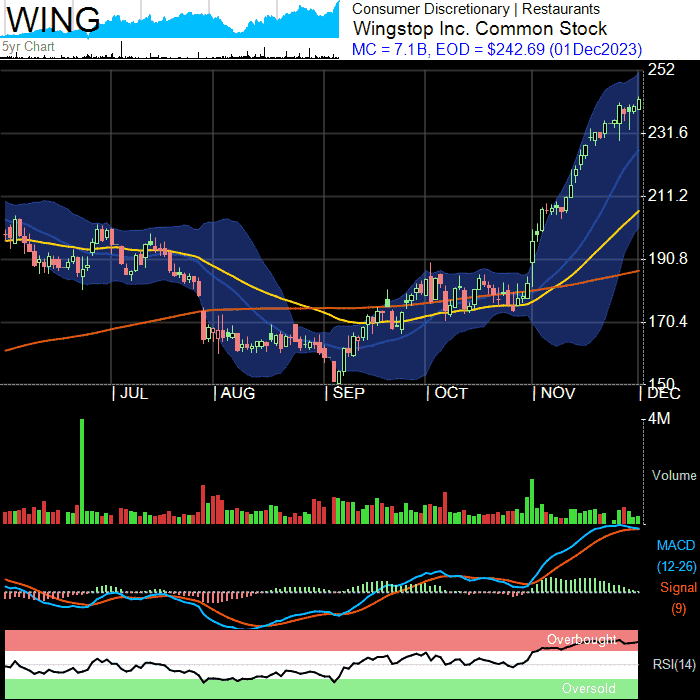 WING
5yr Chart
Consumer Discretionary | Restaurants
Wingstop Inc. Common Stock
MC = 7.1B, EOD = $242.69 (01Dec2023)
252
231.6
211.2
190.8
170.4
150
JUL
AUG
SEP
OCT
NOV
DEC
4M
Volume
MACD
(12-26)
Signal
(9)
Overbought
RSI(14)
Oversold